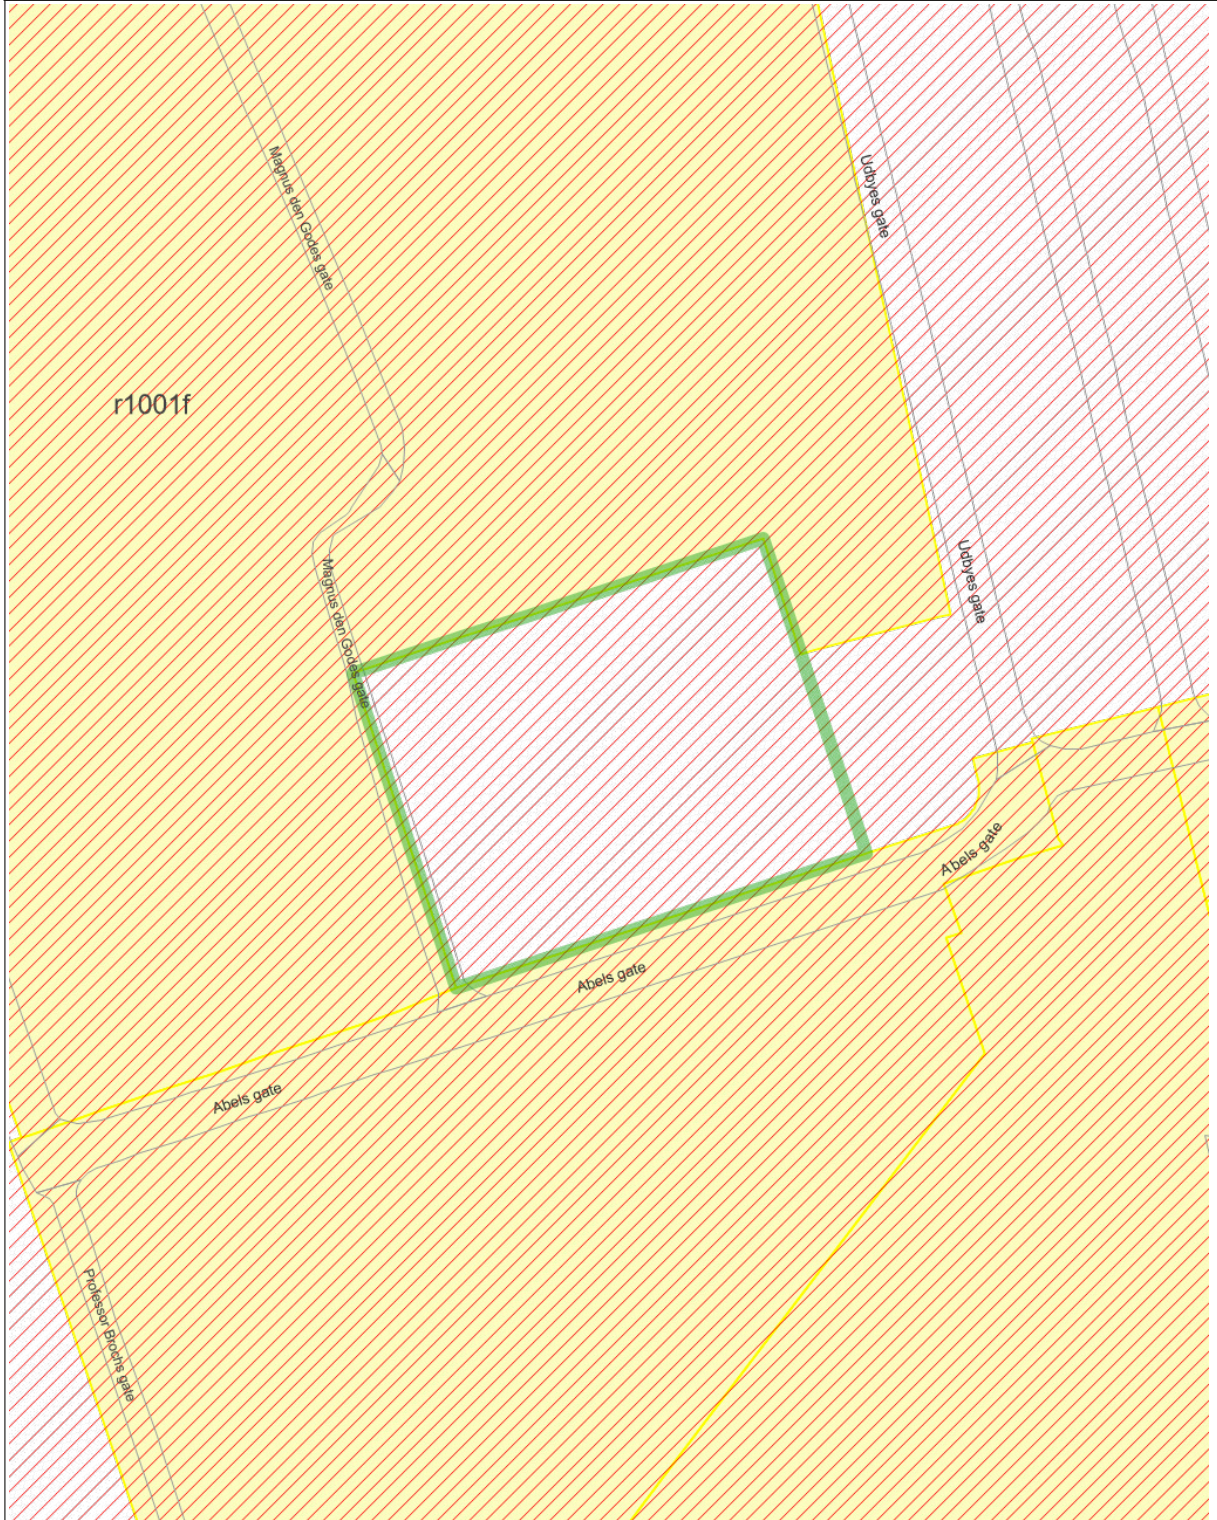 Magnus den Godes gate
Udbyes gate
r1001f
Udbyes gate
Magnus den Godes gate
Abels gate
Abels gate
Abels gate
Professor Brochs gate